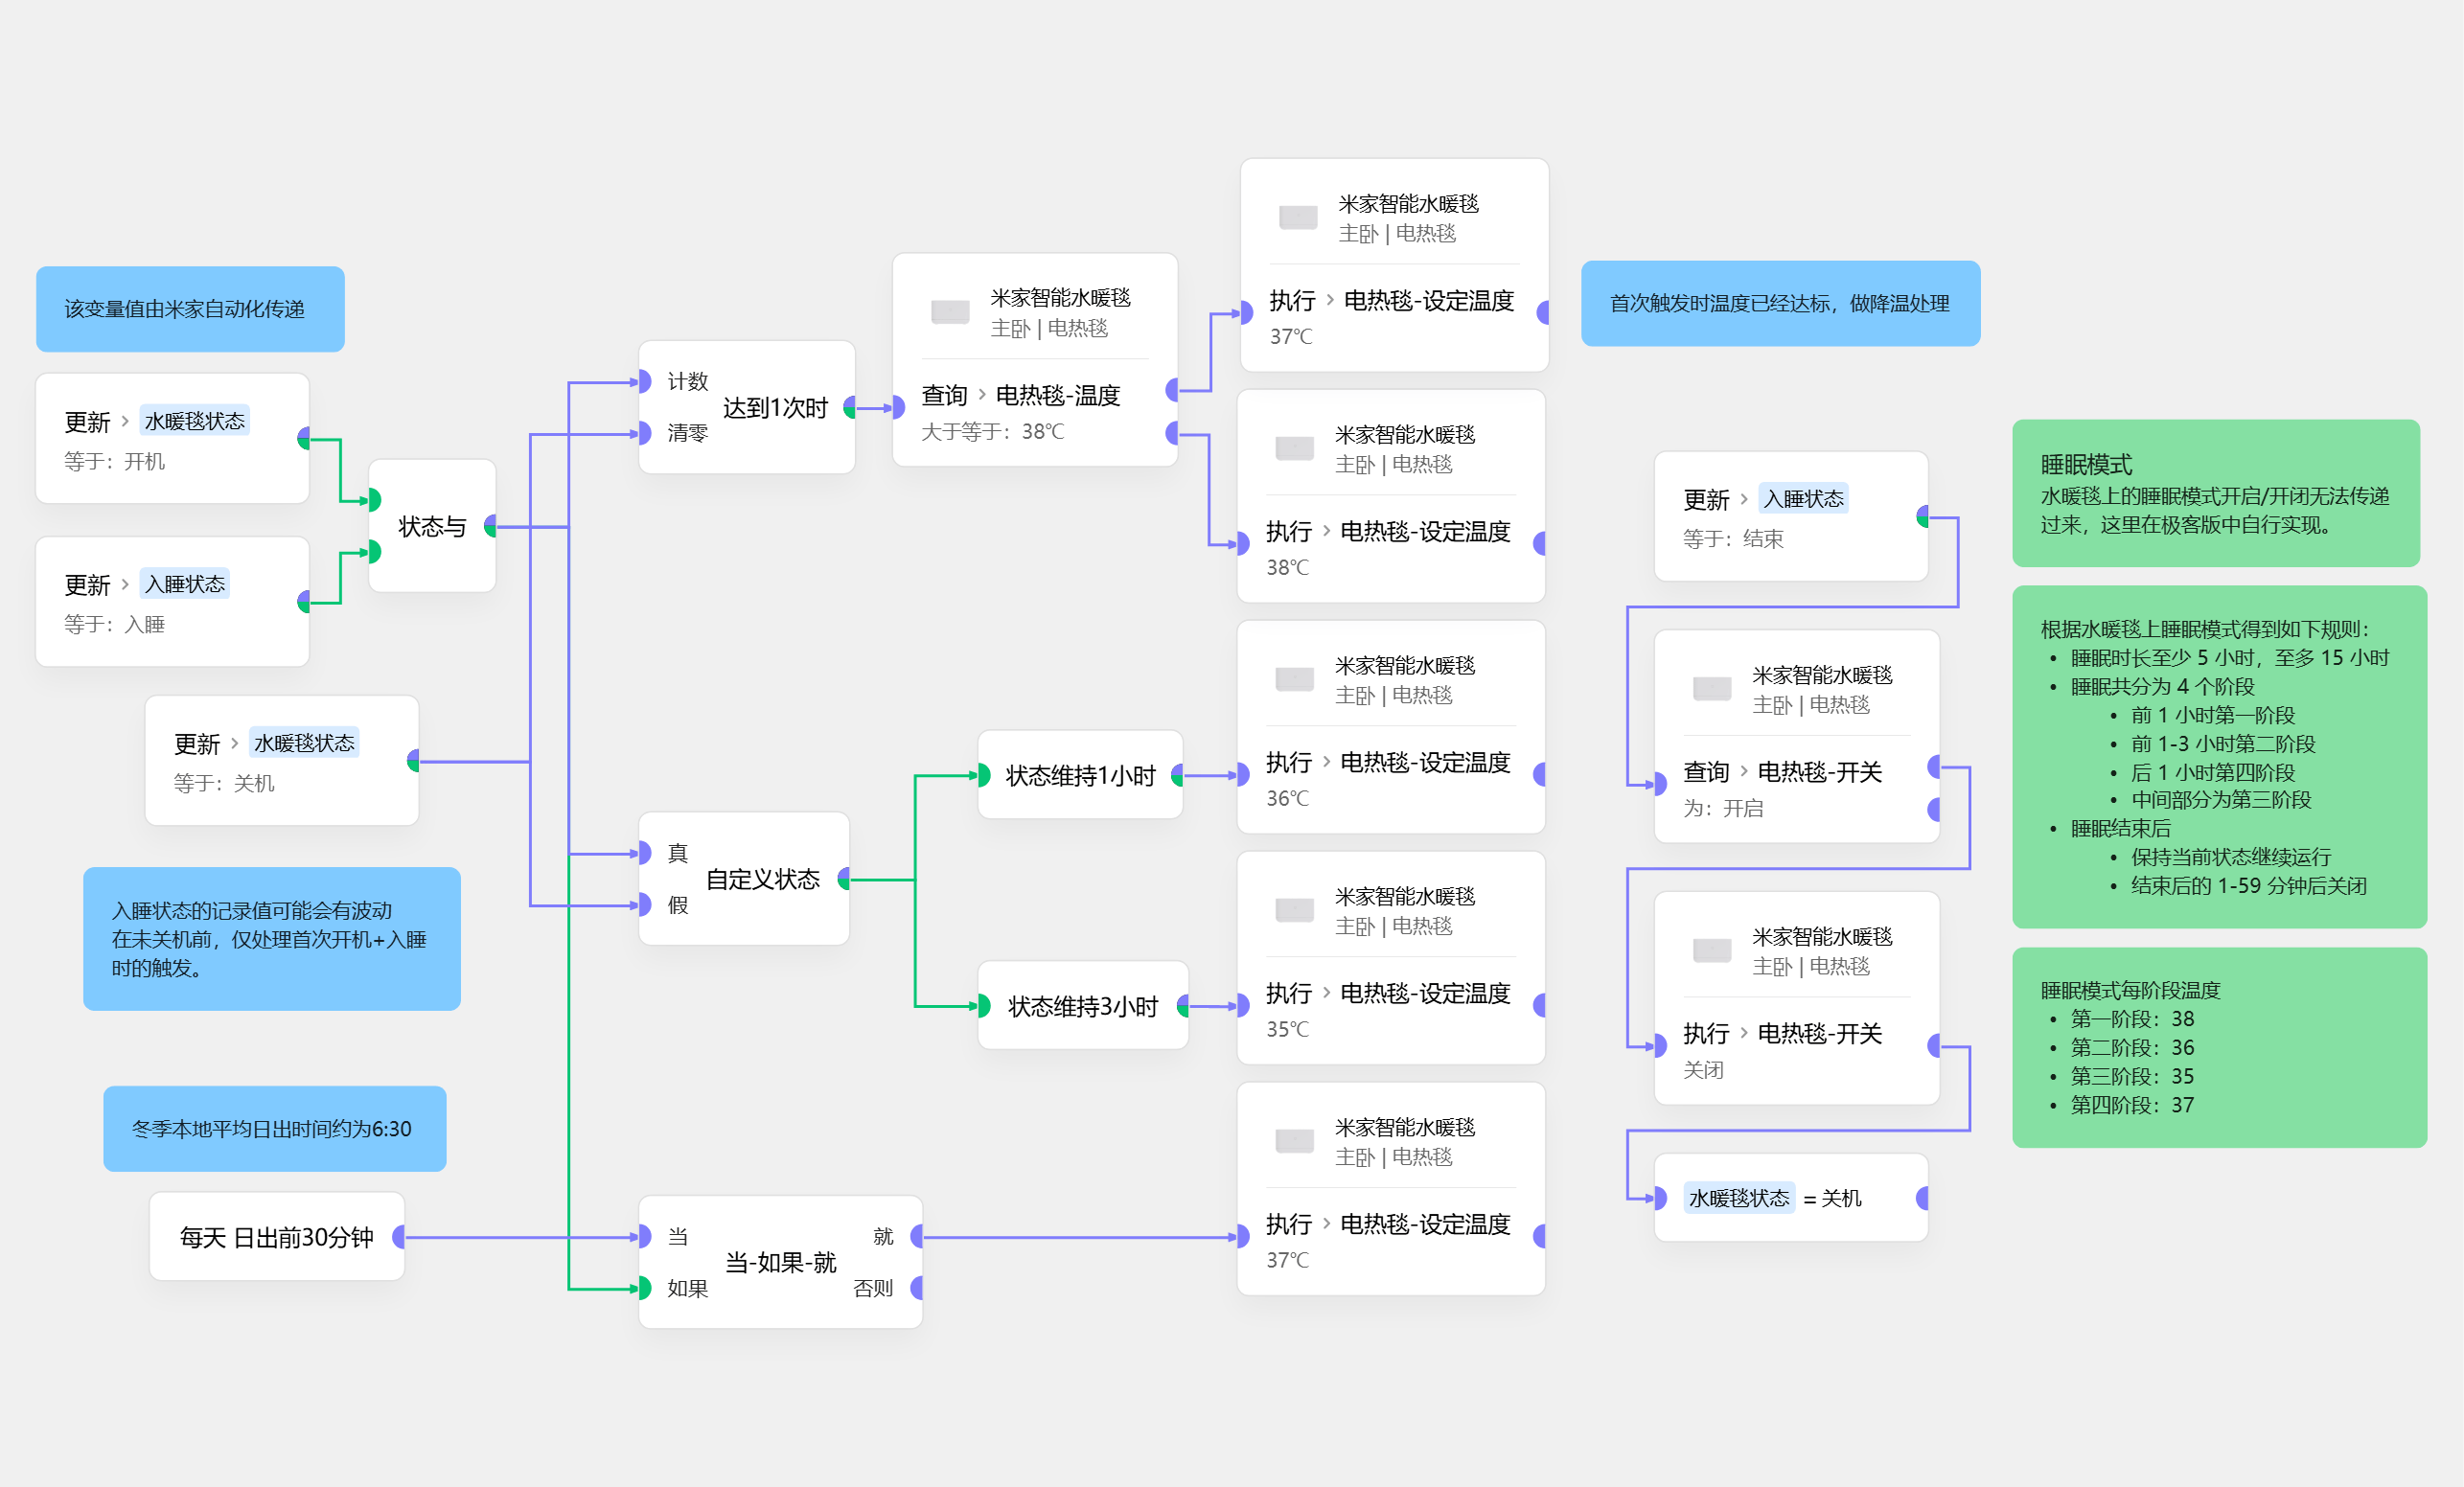 该变量值由米家自动化传递
更新 > 水暖毯状态
等于：开机
更新 > 入睡状态
等于：入睡
状态与
更新 > 水暖毯状态
等于：关机
入睡状态的记录值可能会有波动
在未关机前，仅处理首次开机+入睡
时的触发。
冬季本地平均日出时间约为6:30
每天 日出前30分钟
计数
清零
达到1次时
米家智能水暖毯
主卧 | 电热毯
查询 > 电热毯-温度
大于等于：38℃
米家智能水暖毯
主卧 | 电热毯
执行 > 电热毯-设定温度
37℃
首次触发时温度已经达标，做降温处理
米家智能水暖毯
主卧 | 电热毯
执行 > 电热毯-设定温度
38℃
真
假
自定义状态
状态维持1小时
米家智能水暖毯
主卧 | 电热毯
执行 > 电热毯-设定温度
36℃
状态维持3小时
米家智能水暖毯
主卧 | 电热毯
执行 > 电热毯-设定温度
35℃
当
如果
当-如果-就
就
否则
米家智能水暖毯
主卧 | 电热毯
执行 > 电热毯-设定温度
37℃
更新 > 入睡状态
等于：结束
米家智能水暖毯
主卧 | 电热毯
查询 > 电热毯-开关
为：开启
米家智能水暖毯
主卧 | 电热毯
执行 > 电热毯-开关
关闭
水暖毯状态 = 关机
睡眠模式
水暖毯上的睡眠模式开启/开闭无法传递
过来，这里在极客版中自行实现。
根据水暖毯上睡眠模式得到如下规则：
• 睡眠时长至少 5 小时，至多 15 小时
• 睡眠共分为 4 个阶段
• 前 1 小时第一阶段
• 前 1-3 小时第二阶段
• 后 1 小时第四阶段
• 中间部分为第三阶段
• 睡眠结束后
• 保持当前状态继续运行
• 结束后的 1-59 分钟后关闭
睡眠模式每阶段温度
• 第一阶段：38
• 第二阶段：36
• 第三阶段：35
• 第四阶段：37